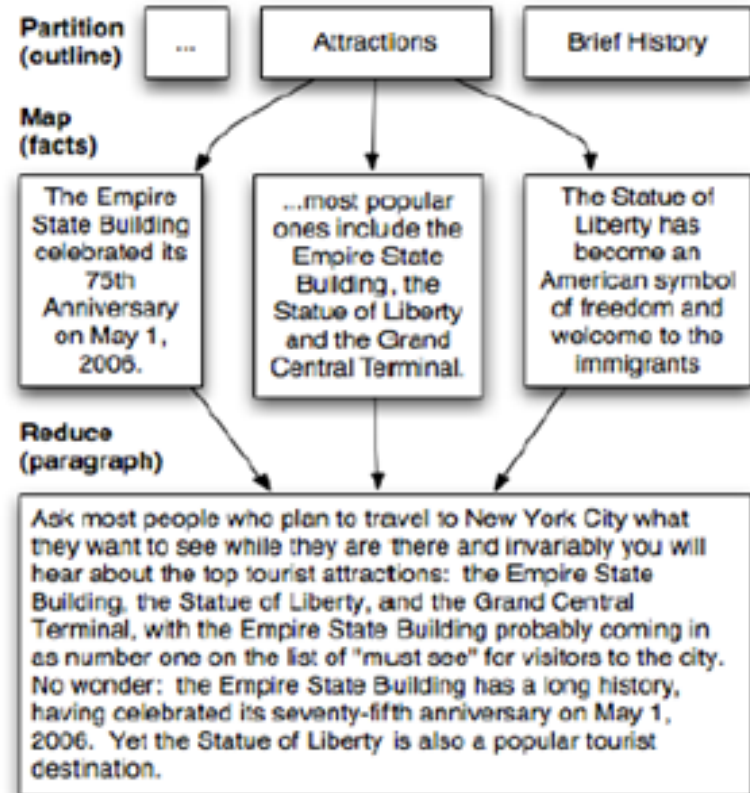 Partition
(outline)
...
Attractions
Brief History
Map
(facts)
The Empire
State Building
celebrated its
75th
Anniversary
on May 1,
2006.
...most popular
ones include the
Empire State
Building, the
Statue of Liberty
and the Grand
Central Terminal.
The Statue of
Liberty has
become an
American symbol
of freedom and
welcome to the
immigrants
Reduce
(paragraph)
Ask most people who plan to travel to New York City what
they want to see while they are there and invariably you will
hear about the top tourist attractions: the Empire State
Building, the Statue of Liberty, and the Grand Central
Terminal, with the Empire State Building probably coming in
as number one on the list of "must see" for visitors to the city.
No wonder: the Empire State Building has a long history,
having celebrated its seventy-fifth anniversary on May 1,
2006. Yet the Statue of Liberty is also a popular tourist
destination.